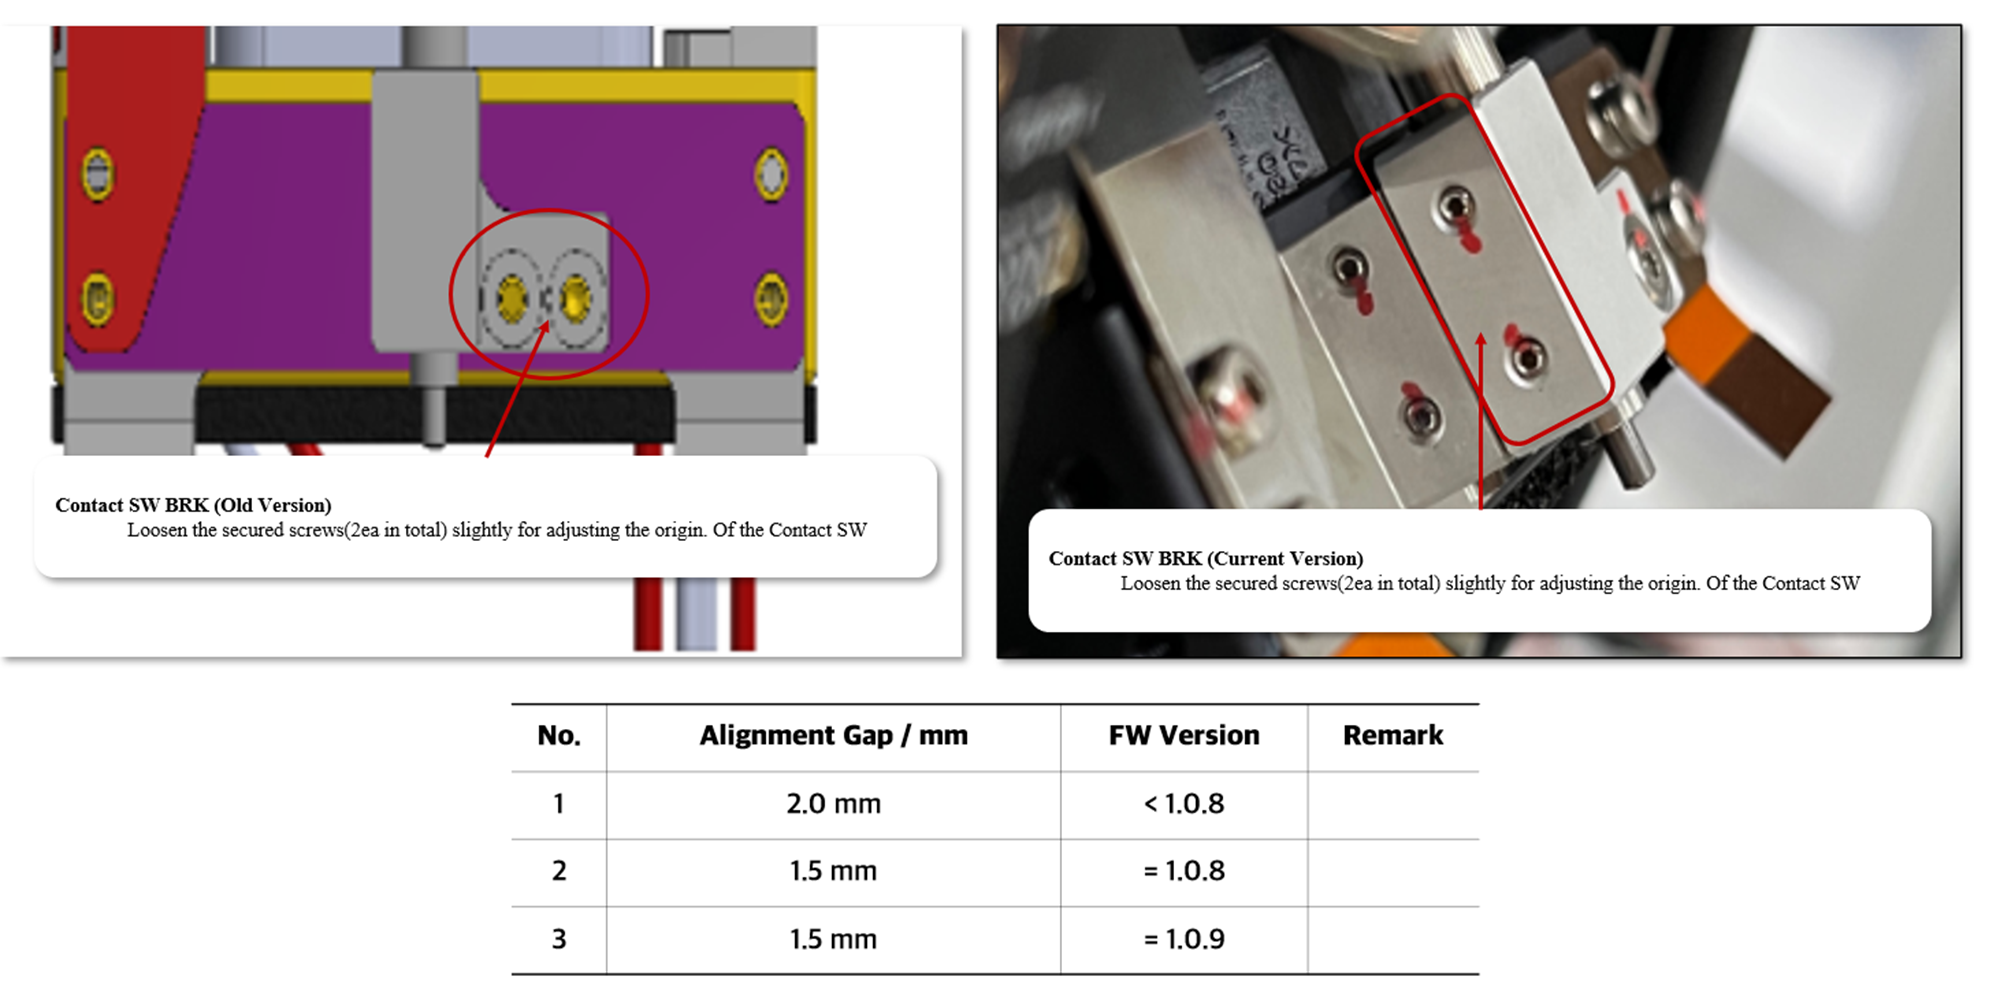 Contact SW BRK (Old Version)
Loosen the secured screws(2ea in total) slightly for adjusting the origin. Of the Contact SW
Contact SW BRK (Current Version)
Loosen the secured screws(2ea in total) slightly for adjusting the origin. Of the Contact SW
No. Alignment Gap / mm FW Version Remark
1 2.0 mm < 1.0.8
2 1.5 mm = 1.0.8
3 1.5 mm = 1.0.9